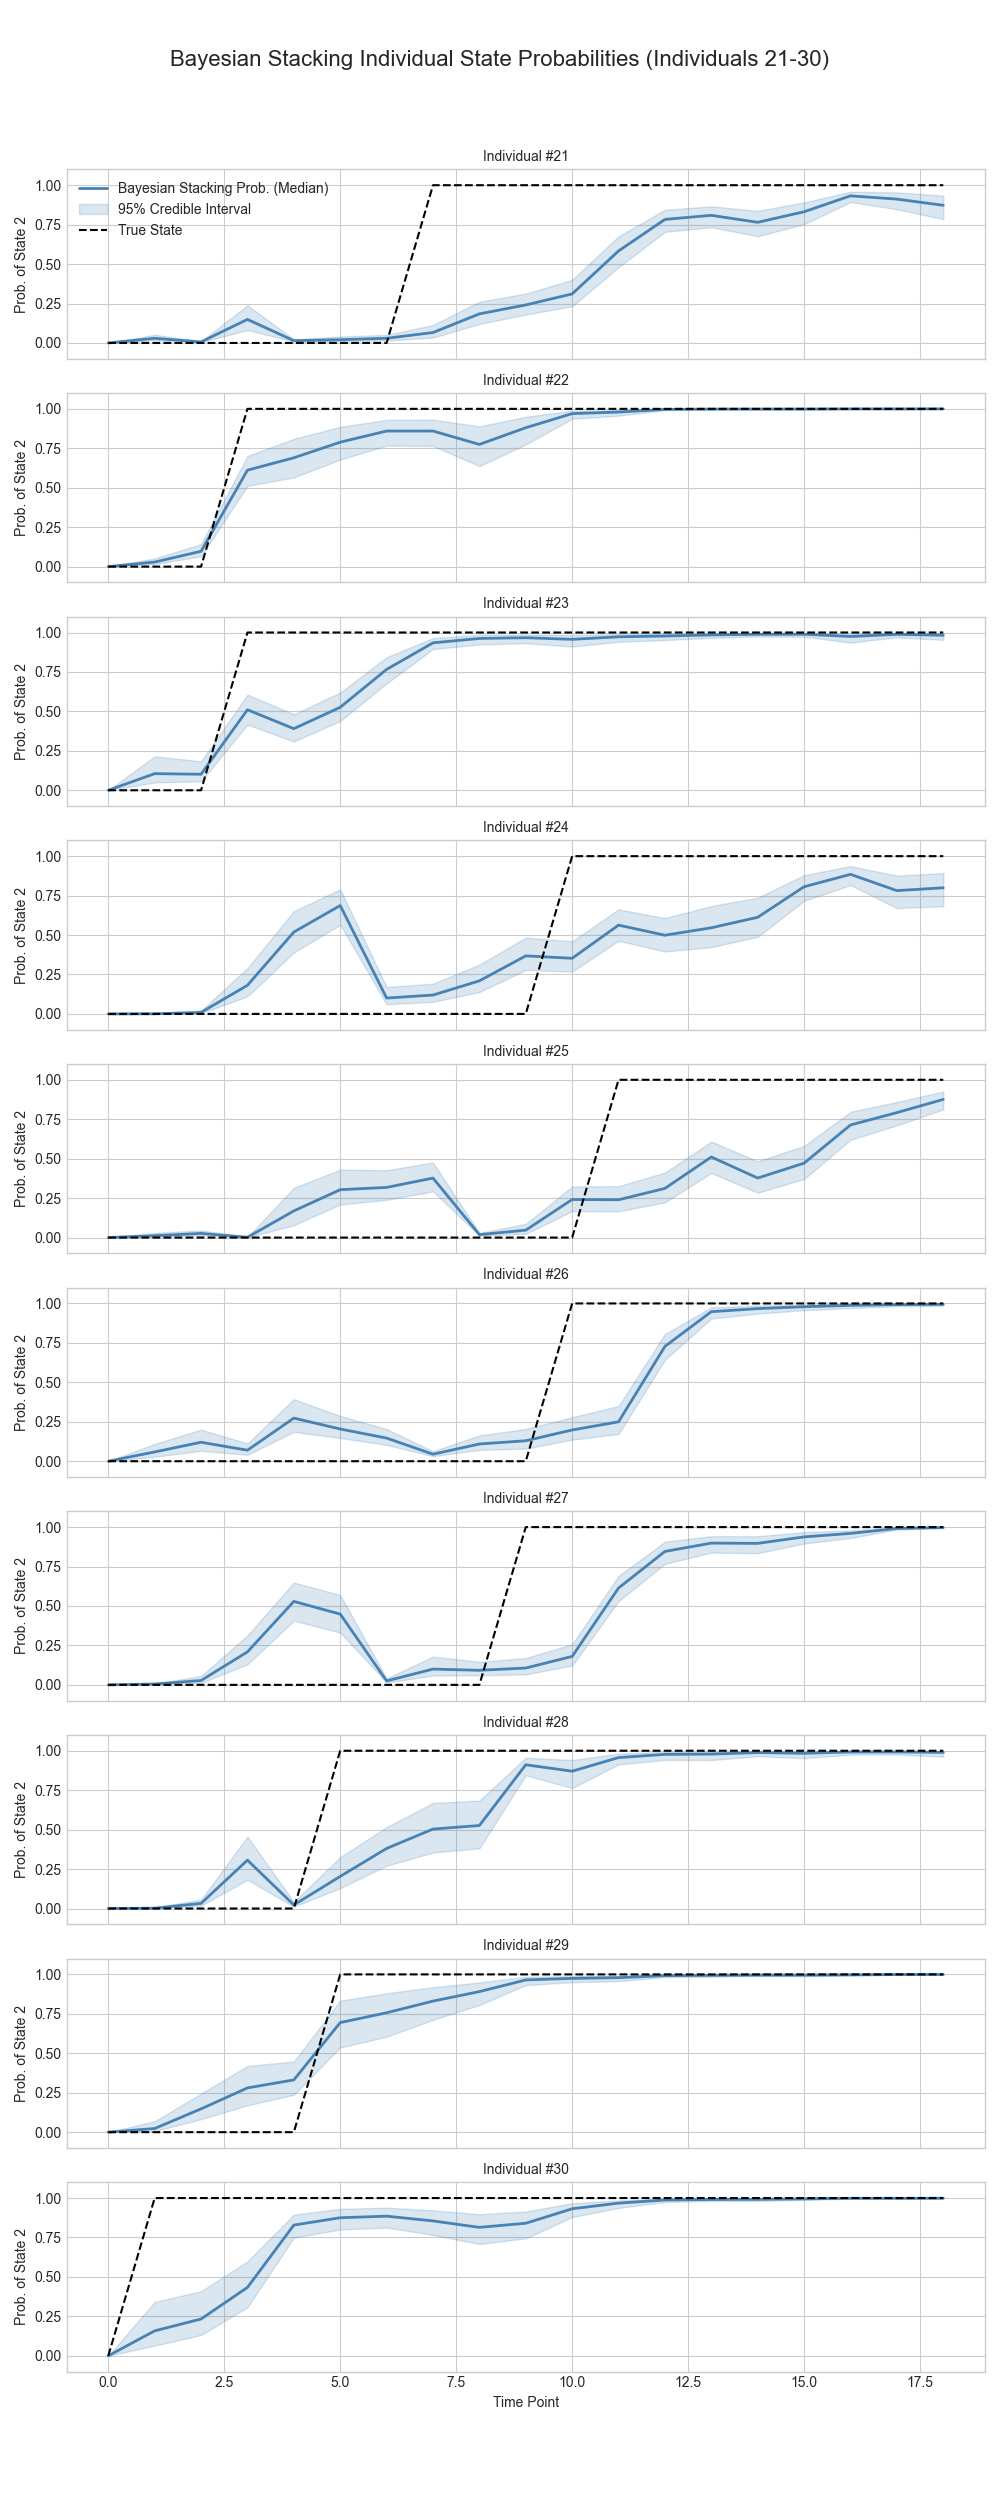 Bayesian Stacking Individual State Probabilities (Individuals 21-30)
Individual #21
Prob. of State 2
1.00
0.75
0.50
0.25
0.00
Bayesian Stacking Prob. (Median)
95% Credible Interval
True State
Individual #22
Prob. of State 2
1.00
0.75
0.50
0.25
0.00
Individual #23
Prob. of State 2
1.00
0.75
0.50
0.25
0.00
Individual #24
Prob. of State 2
1.00
0.75
0.50
0.25
0.00
Individual #25
Prob. of State 2
1.00
0.75
0.50
0.25
0.00
Individual #26
Prob. of State 2
1.00
0.75
0.50
0.25
0.00
Individual #27
Prob. of State 2
1.00
0.75
0.50
0.25
0.00
Individual #28
Prob. of State 2
1.00
0.75
0.50
0.25
0.00
Individual #29
Prob. of State 2
1.00
0.75
0.50
0.25
0.00
Individual #30
Prob. of State 2
1.00
0.75
0.50
0.25
0.00
0.0 2.5 5.0 7.5 10.0 12.5 15.0 17.5
Time Point